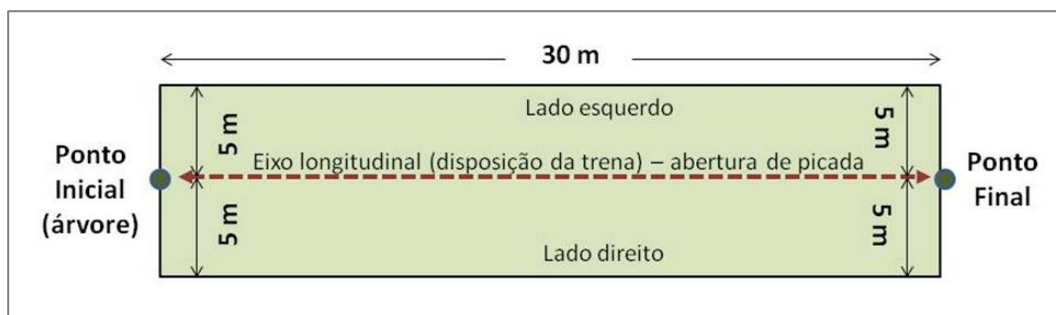 30 m
Lado esquerdo
5 m
5 m
Ponto
Inicial
(árvore)
Eixo longitudinal (disposição da trena) – abertura de picada
Ponto
Final
5 m
5 m
Lado direito